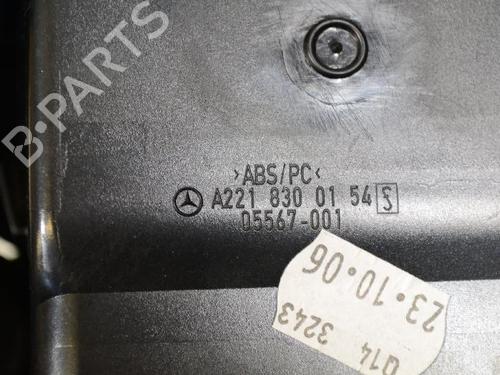 B-PARTS
>ABS/PC<
A221 830 01 54 S
05567-001
23.10.06
014 3243